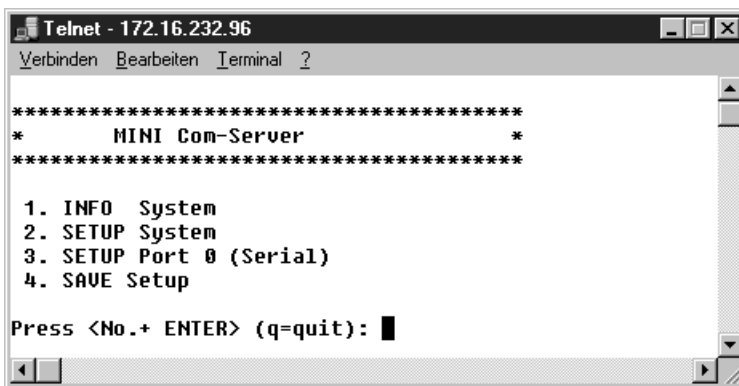 Telnet - 172.16.232.96
Verbinden Bearbeiten Terminal ?
****************************************
* MINI Com-Server *
****************************************
1. INFO System
2. SETUP System
3. SETUP Port 0 (Serial)
4. SAVE Setup
Press <No.+ ENTER> (q=quit):